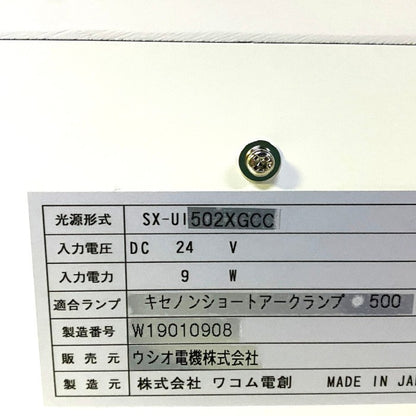 光源形式 SX-UI502XGCC
入力電圧 DC 24 V
入力電力 9 W
適合ランプ キセノンショートアークランプ 500
製造番号 W19010908
販売元 ウシオ電機株式会社
製造元 株式会社 ワコム電創 MADE IN JA